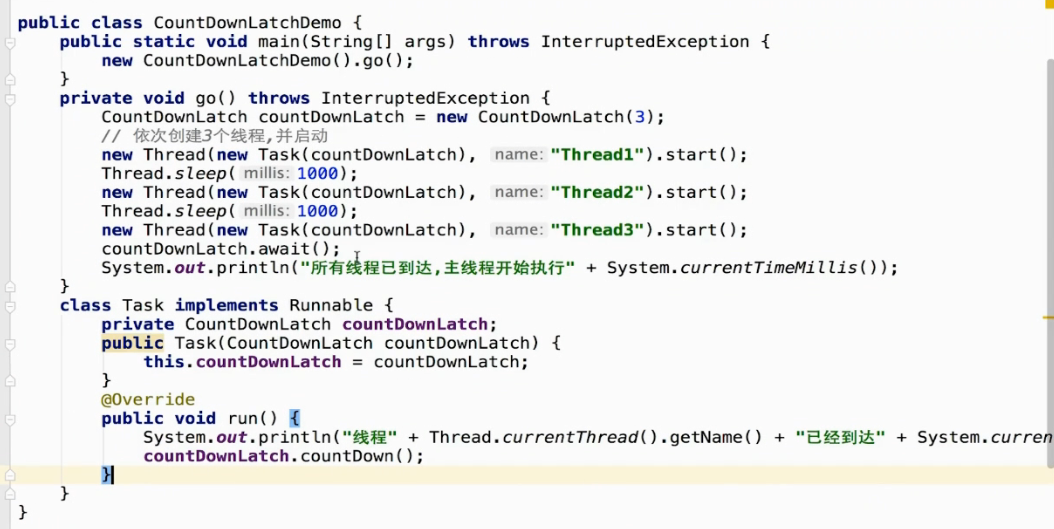 public class CountDownLatchDemo {
public static void main(String[] args) throws InterruptedException {
new CountDownLatchDemo().go();
}
private void go() throws InterruptedException {
CountDownLatch countDownLatch = new CountDownLatch(3);
// 依次创建3个线程,并启动
new Thread(new Task(countDownLatch), name: "Thread1").start();
Thread.sleep( millis: 1000);
new Thread(new Task(countDownLatch), name: "Thread2").start();
Thread.sleep( millis: 1000);
new Thread(new Task(countDownLatch), name: "Thread3").start();
countDownLatch.await();
System.out.println("所有线程已到达,主线程开始执行" + System.currentTimeMillis());
}
class Task implements Runnable {
private CountDownLatch countDownLatch;
public Task(CountDownLatch countDownLatch) {
this.countDownLatch = countDownLatch;
}
@Override
public void run() {
System.out.println("线程" + Thread.currentThread().getName() + "已经到达" + System.curren
countDownLatch.countDown();
}
}
}